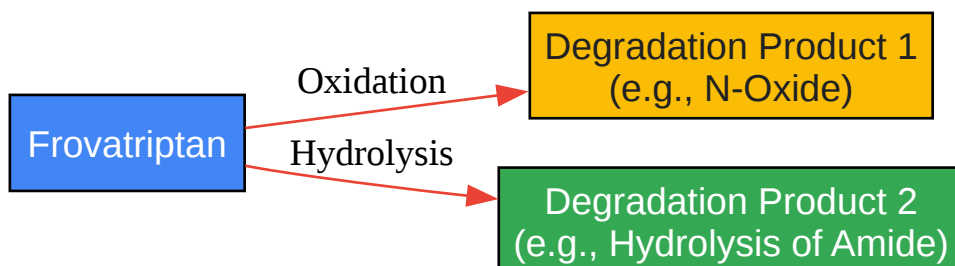 Frovatriptan
Oxidation
Hydrolysis
Degradation Product 1
(e.g., N-Oxide)
Degradation Product 2
(e.g., Hydrolysis of Amide)